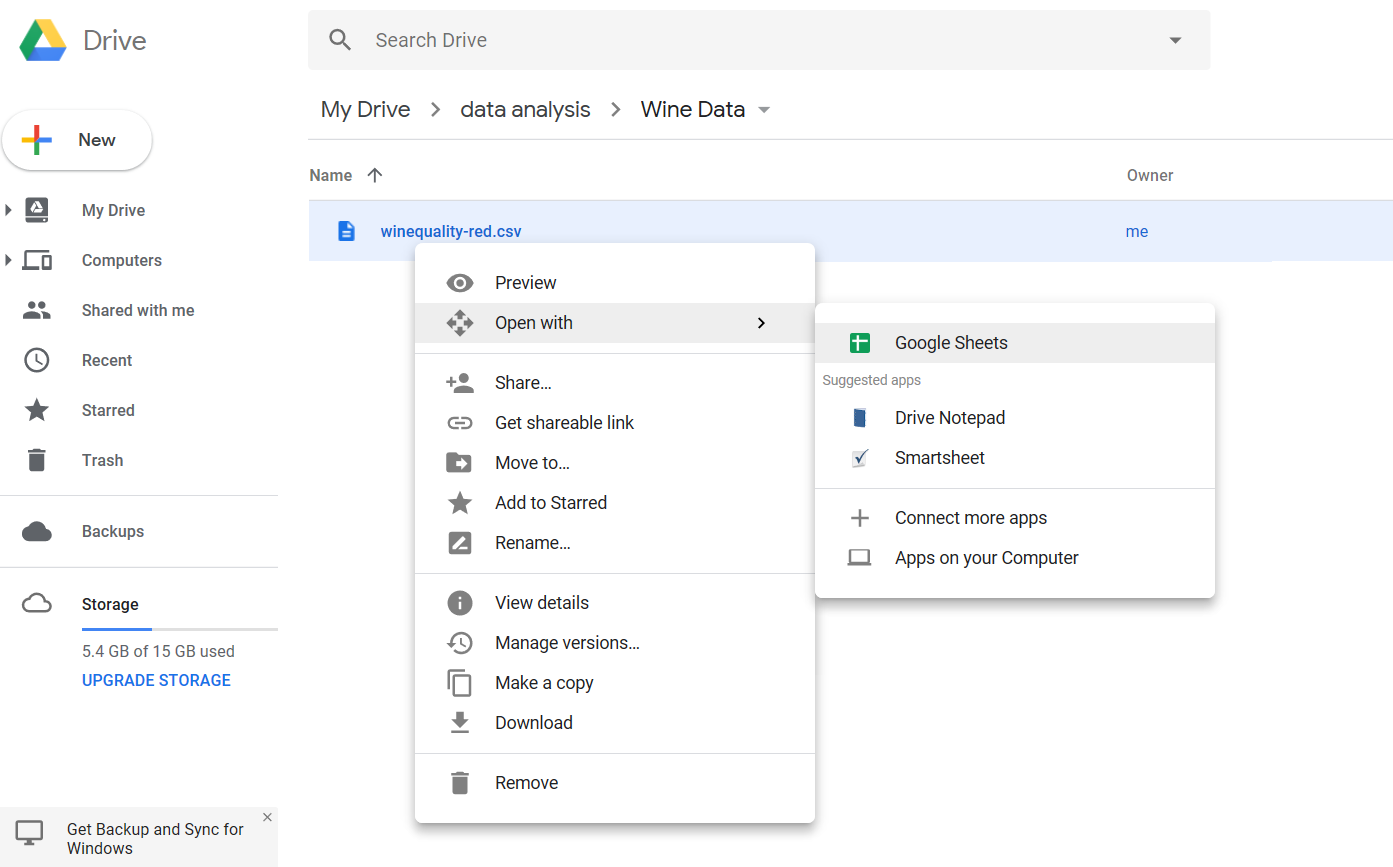 Drive
Search Drive
My Drive data analysis Wine Data
New
Name
Owner
My Drive
winequality-red.csv
me
Computers
Shared with me
Recent
Starred
Trash
Backups
Storage
5.4 GB of 15 GB used
UPGRADE STORAGE
Get Backup and Sync for
Windows
Preview
Open with
Share...
Get shareable link
Move to...
Add to Starred
Rename...
View details
Manage versions...
Make a copy
Download
Remove
Google Sheets
Suggested apps
Drive Notepad
Smartsheet
Connect more apps
Apps on your Computer